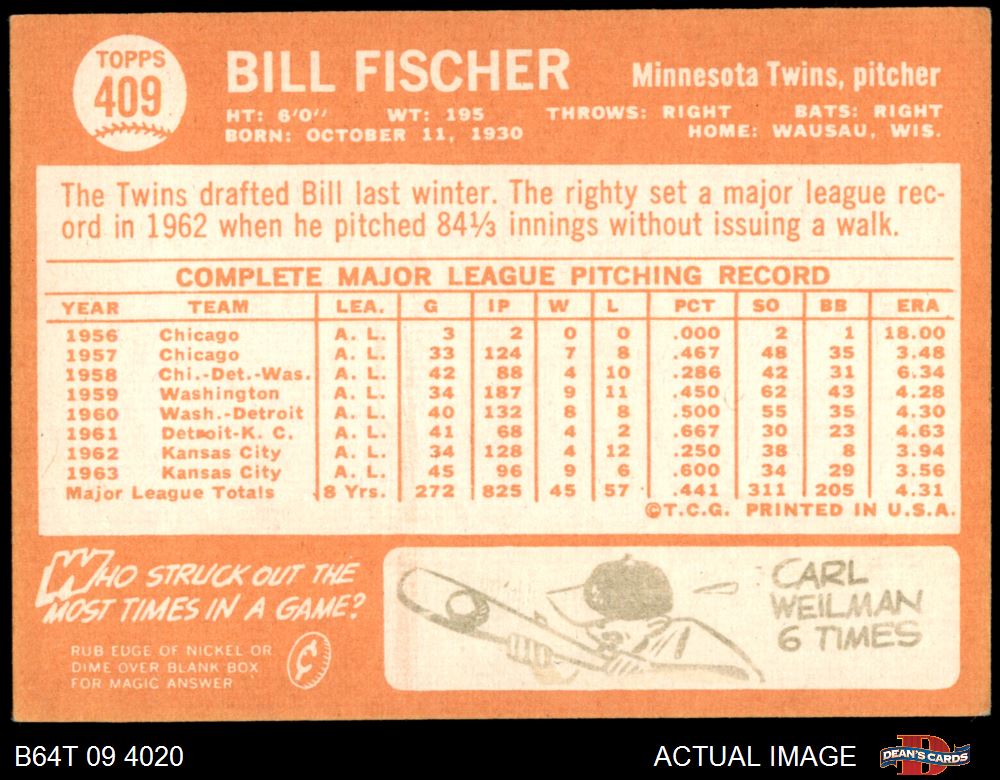 TOPPS
409
BILL FISCHER
Minnesota Twins, pitcher
HT: 6'0" WT: 195 THROWS: RIGHT BATS: RIGHT
BORN: OCTOBER 11, 1930 HOME: WAUSAU, WIS.
The Twins drafted Bill last winter. The righty set a major league rec-
ord in 1962 when he pitched 84⅓ innings without issuing a walk.
COMPLETE MAJOR LEAGUE PITCHING RECORD
YEAR TEAM LEA. G IP W L PCT SO BB ERA
1956 Chicago A. L. 3 2 0 0 .000 2 1 18.00
1957 Chicago A. L. 33 124 7 8 .467 48 35 3.48
1958 Chi.-Det.-Was. A. L. 42 88 4 10 .286 42 31 6.34
1959 Washington A. L. 34 187 9 11 .450 62 43 4.28
1960 Wash.-Detroit A. L. 40 132 8 8 .500 55 35 4.30
1961 Detroit-K. C. A. L. 41 68 4 2 .667 30 23 4.63
1962 Kansas City A. L. 34 128 4 12 .250 38 8 3.94
1963 Kansas City A. L. 45 96 9 6 .600 34 29 3.56
Major League Totals 8 Yrs. 272 825 45 57 .441 311 205 4.31
©T.C.G. PRINTED IN U.S.A.
WHO STRUCK OUT THE
MOST TIMES IN A GAME?
RUB EDGE OF NICKEL OR
DIME OVER BLANK BOX
FOR MAGIC ANSWER
¢
CARL
WEILMAN
6 TIMES
B64T 09 4020
ACTUAL IMAGE
D
DEAN'S CARDS